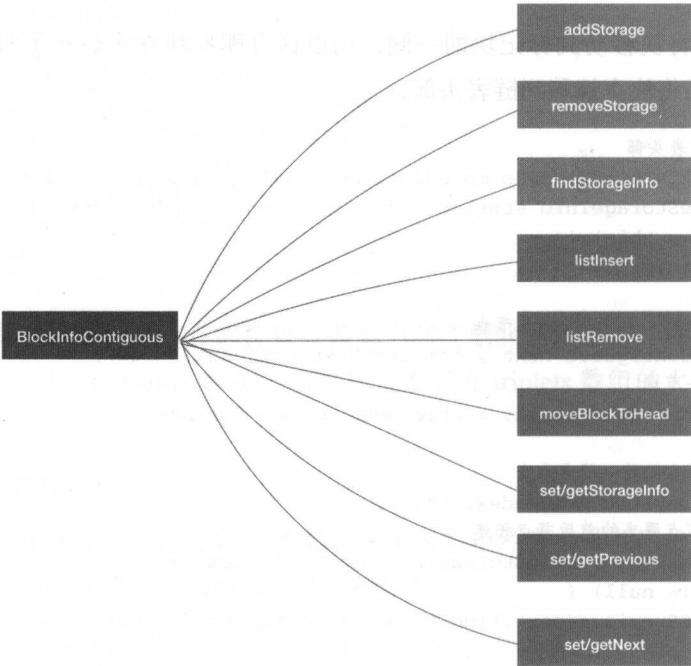 addStorage
removeStorage
findStorageInfo
listInsert
BlockInfoContiguous
listRemove
moveBlockToHead
set/getStorageInfo
set/getPrevious
set/getNext